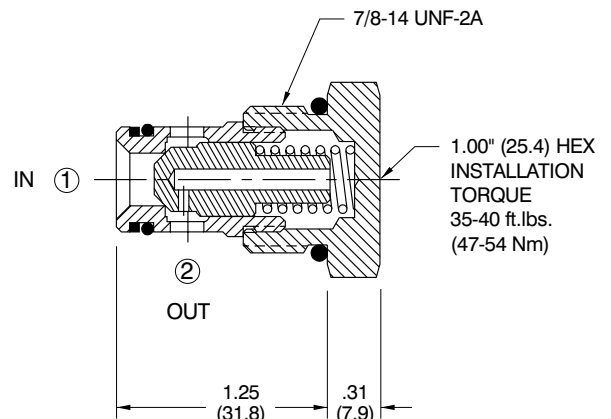 7/8-14 UNF-2A
1.00" (25.4) HEX
INSTALLATION
TORQUE
35-40 ft.lbs.
(47-54 Nm)
IN 1
2
OUT
1.25
(31.8)
.31
(7.9)